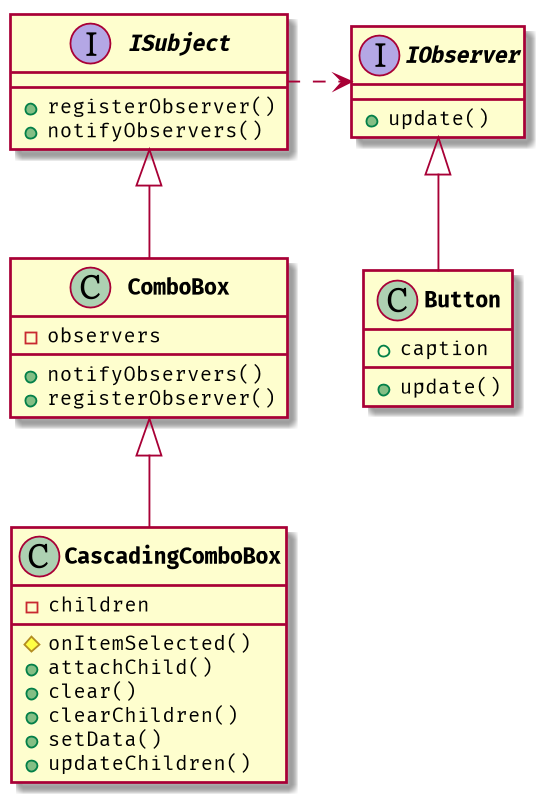 I ISubject
registerObserver()
notifyObservers()
I IObserver
update()
C ComboBox
observers
notifyObservers()
registerObserver()
C Button
caption
update()
C CascadingComboBox
children
onItemSelected()
attachChild()
clear()
clearChildren()
setData()
updateChildren()